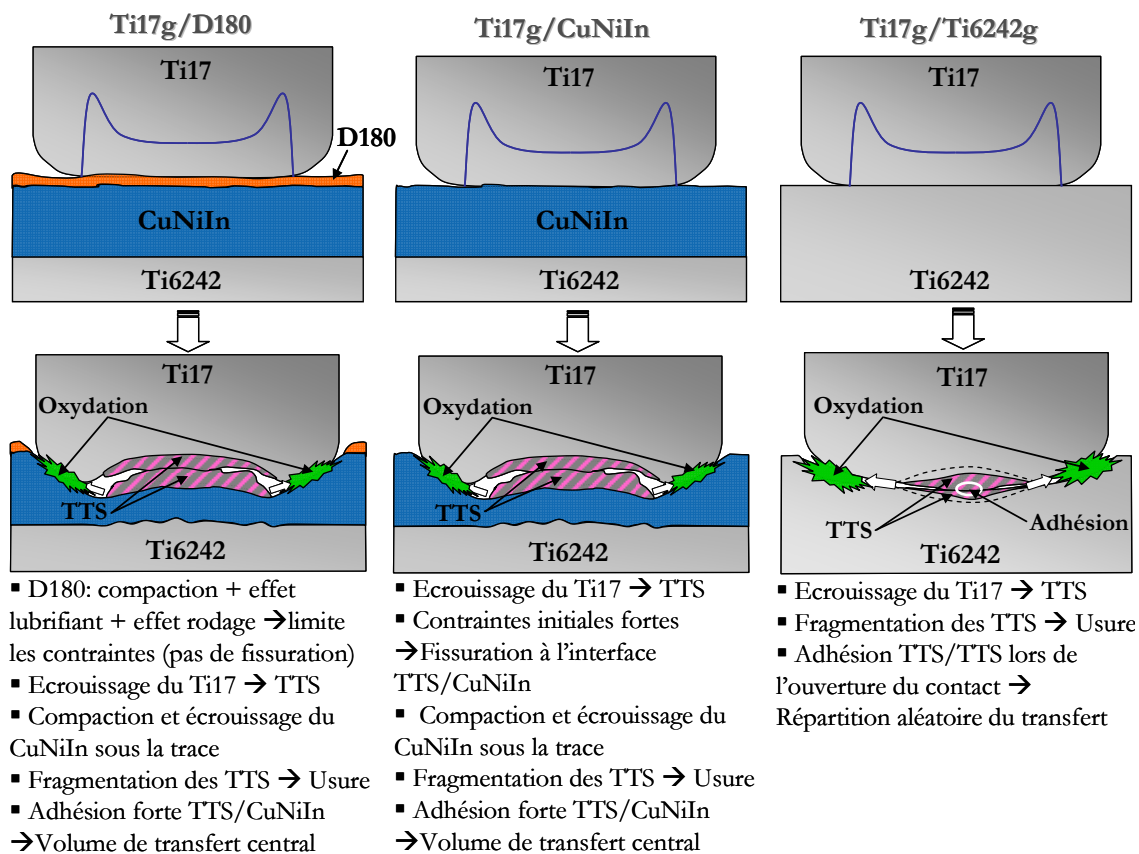 Ti17g/D180
Ti17
D180
CuNiIn
Ti6242
Ti17
Oxydation
TTS
Ti6242
▪ D180: compaction + effet
lubrifiant + effet rodage →limite
les contraintes (pas de fissuration)
▪ Ecrouissage du Ti17 → TTS
▪ Compaction et écrouissage du
CuNiIn sous la trace
▪ Fragmentation des TTS → Usure
▪ Adhésion forte TTS/CuNiIn
→Volume de transfert central
Ti17g/CuNiIn
Ti17
CuNiIn
Ti6242
Ti17
Oxydation
TTS
Ti6242
▪ Ecrouissage du Ti17 → TTS
▪ Contraintes initiales fortes
→Fissuration à l'interface
TTS/CuNiIn
▪ Compaction et écrouissage du
CuNiIn sous la trace
▪ Fragmentation des TTS → Usure
▪ Adhésion forte TTS/CuNiIn
→Volume de transfert central
Ti17g/Ti6242g
Ti17
Ti6242
Ti17
Oxydation
TTS
Adhésion
Ti6242
▪ Ecrouissage du Ti17 → TTS
▪ Fragmentation des TTS → Usure
▪ Adhésion TTS/TTS lors de
l'ouverture du contact →
Répartition aléatoire du transfert